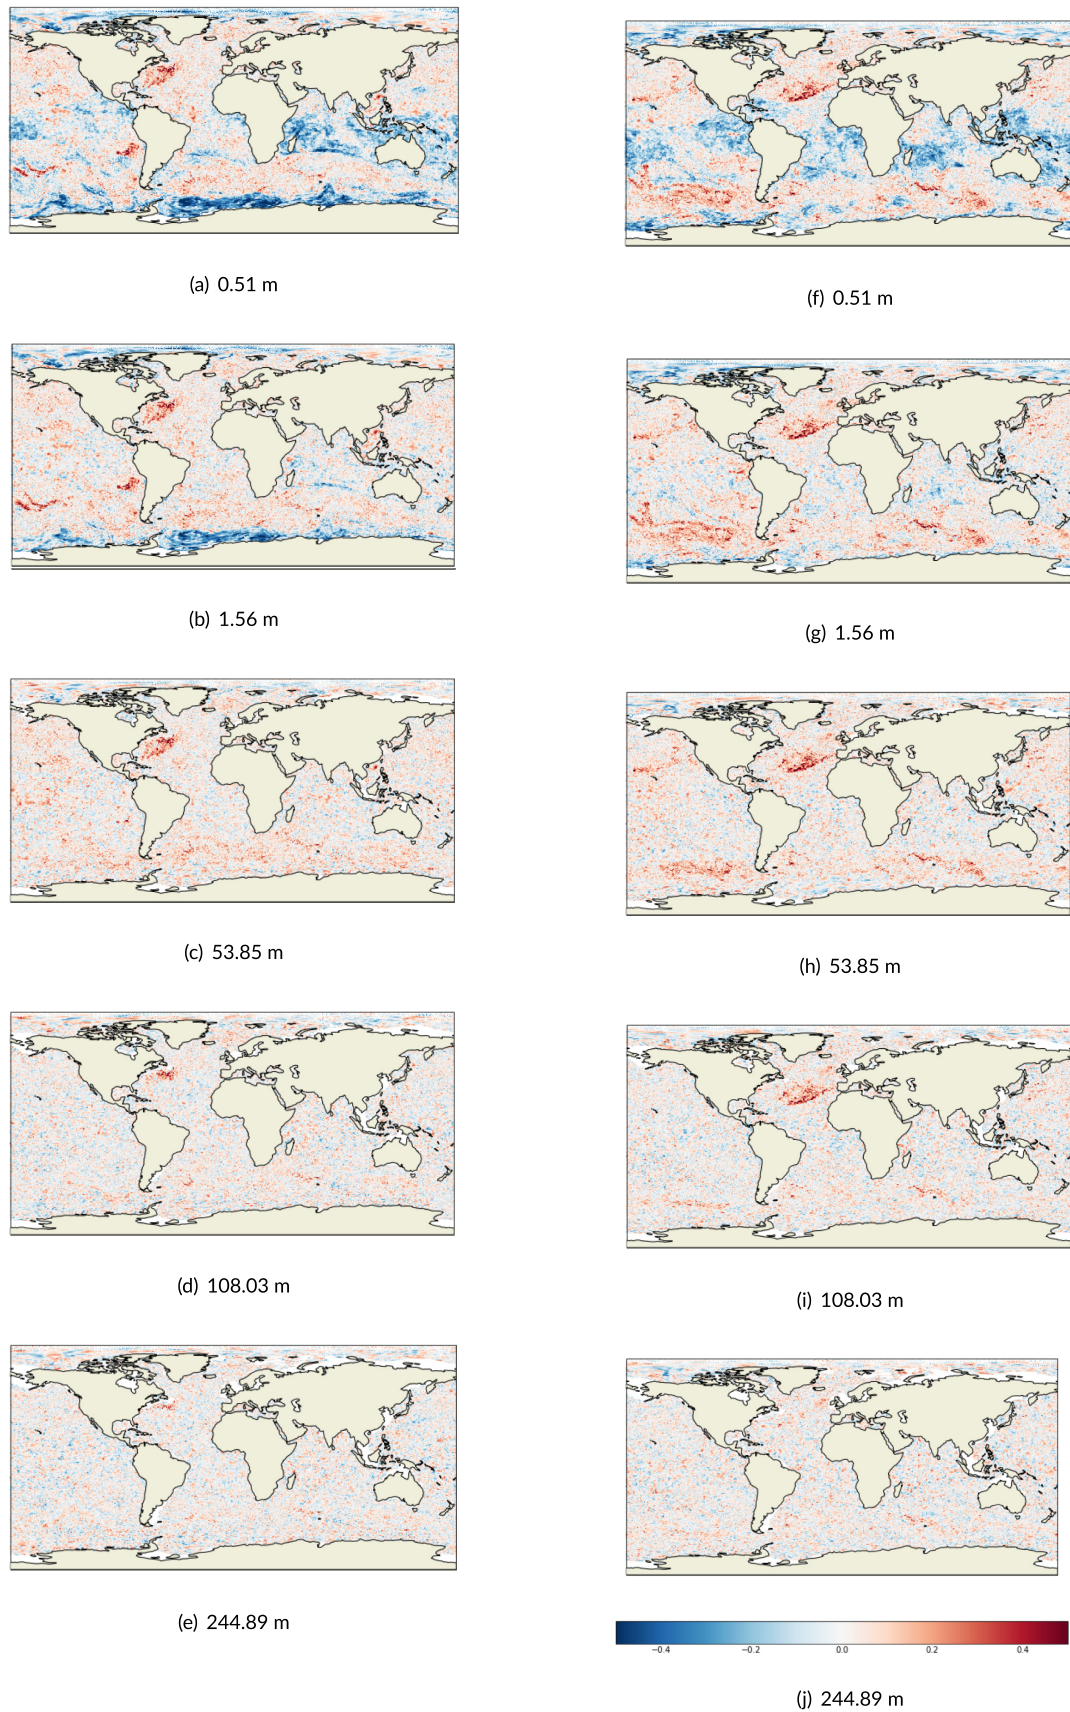 (a) 0.51 m
(f) 0.51 m
(b) 1.56 m
(g) 1.56 m
(c) 53.85 m
(h) 53.85 m
(d) 108.03 m
(i) 108.03 m
(e) 244.89 m
−0.4 −0.2 0.0 0.2 0.4
(j) 244.89 m